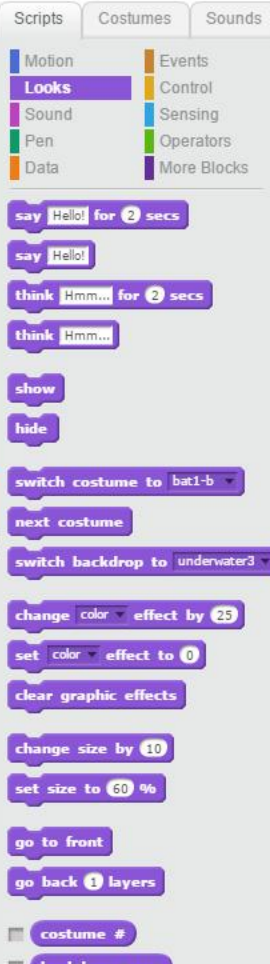 Scripts Costumes Sounds
Motion Events
Looks Control
Sound Sensing
Pen Operators
Data More Blocks
say Hello! for 2 secs
say Hello!
think Hmm... for 2 secs
think Hmm...
show
hide
switch costume to bat1-b
next costume
switch backdrop to underwater3
change color effect by 25
set color effect to 0
clear graphic effects
change size by 10
set size to 60 %
go to front
go back 1 layers
costume #